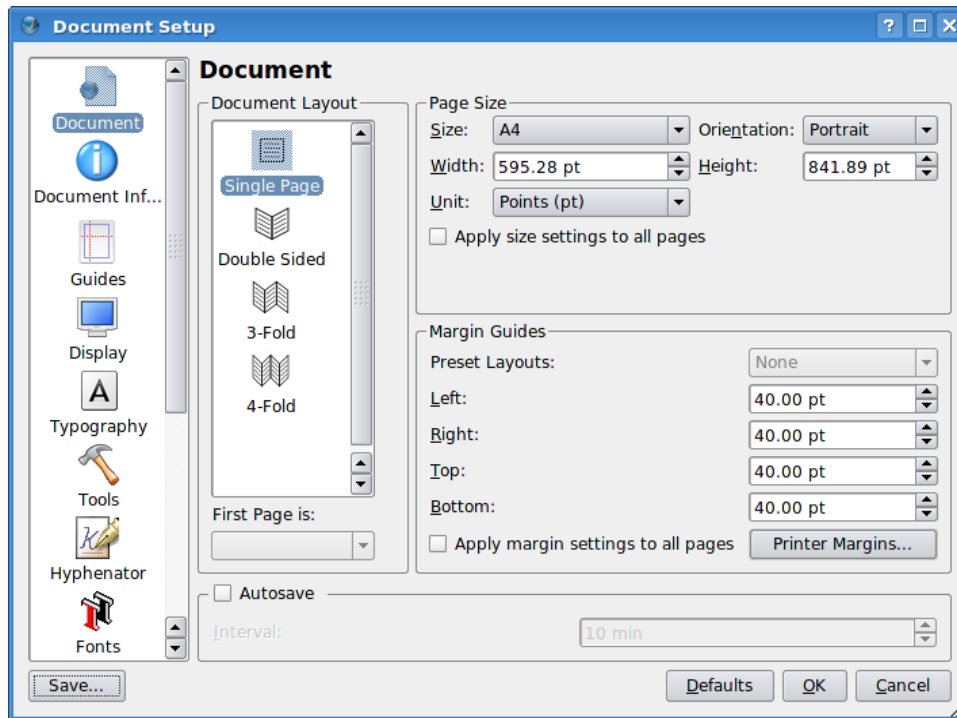 Document Setup
Document
Document Inf...
Guides
Display
Typography
Tools
Hyphenator
Fonts
Document
Document Layout
Single Page
Double Sided
3-Fold
4-Fold
First Page is:
Page Size
Size: A4 Orientation: Portrait
Width: 595.28 pt Height: 841.89 pt
Unit: Points (pt)
Apply size settings to all pages
Margin Guides
Preset Layouts: None
Left: 40.00 pt
Right: 40.00 pt
Top: 40.00 pt
Bottom: 40.00 pt
Apply margin settings to all pages Printer Margins...
Autosave
Interval: 10 min
Save... Defaults OK Cancel